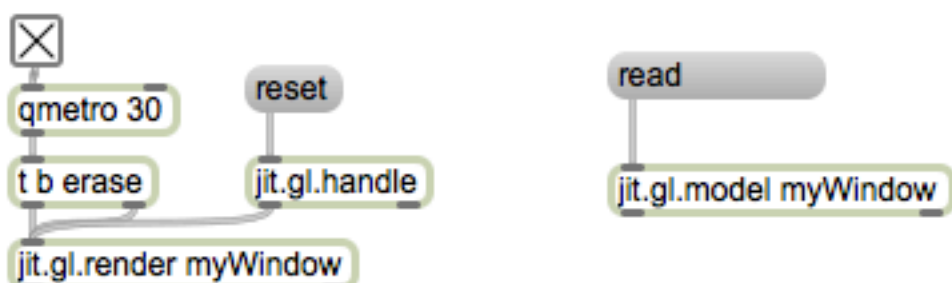 reset
read
qmetro 30
t b erase
jit.gl.handle
jit.gl.model myWindow
jit.gl.render myWindow